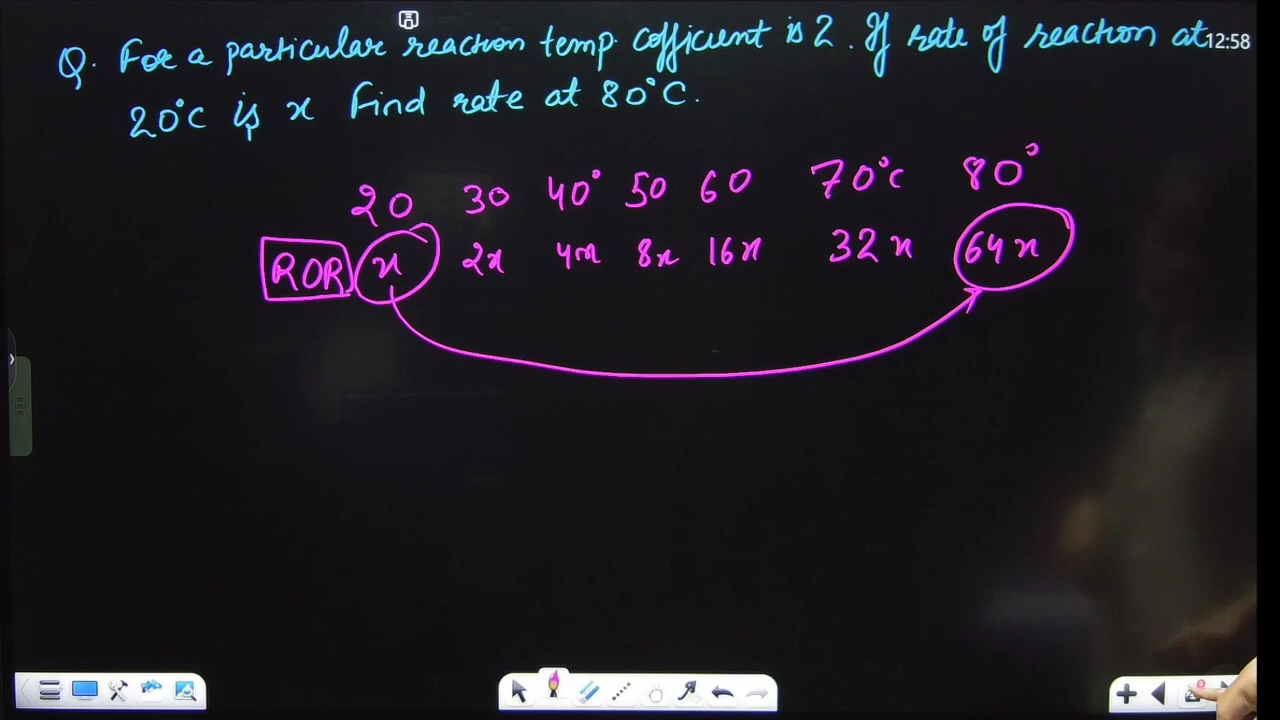 Q. For a particular reaction temp. cofficient is 2. If rate of reaction at
12:58
20°C is x Find rate at 80°C.
20 30 40° 50 60 70°C 80°
ROR x 2x 4x 8x 16x 32x 64x